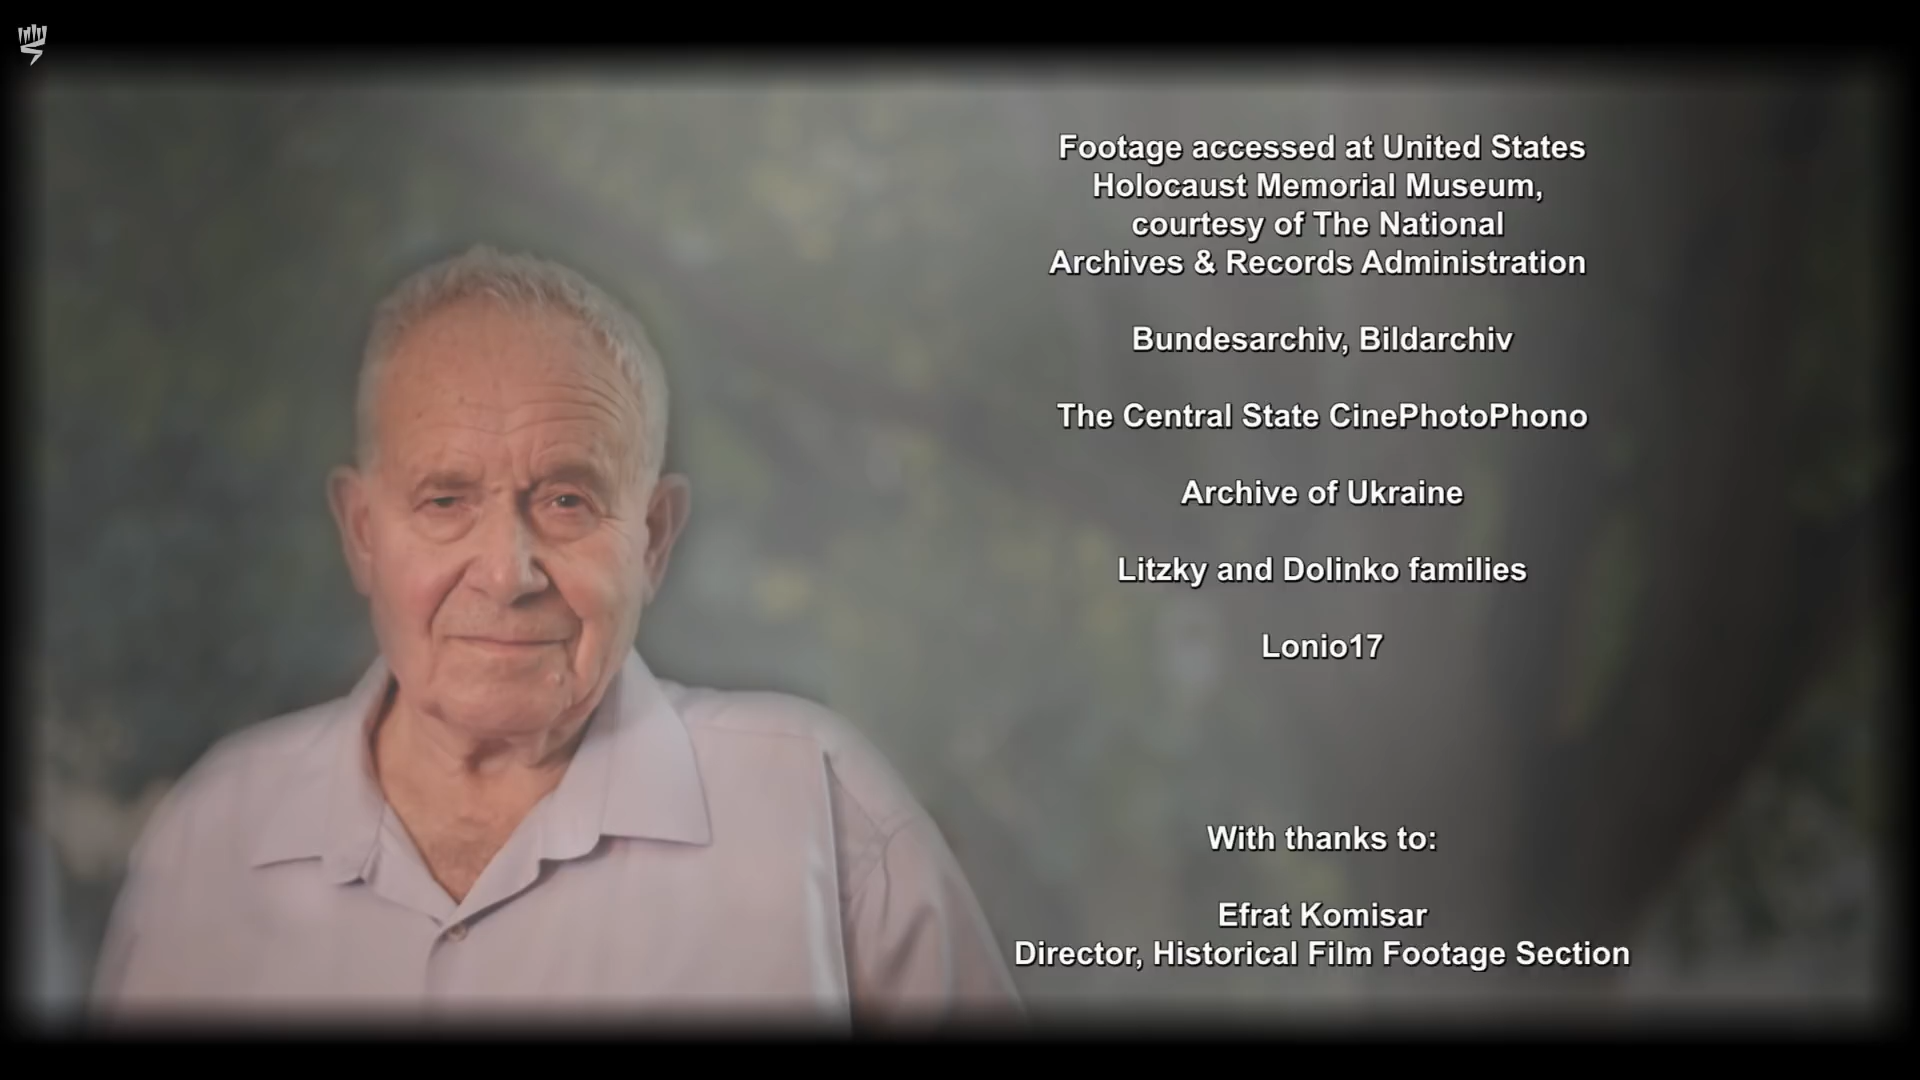 Footage accessed at United States
Holocaust Memorial Museum,
courtesy of The National
Archives & Records Administration
Bundesarchiv, Bildarchiv
The Central State CinePhotoPhono
Archive of Ukraine
Litzky and Dolinko families
Lonio17
With thanks to:
Efrat Komisar
Director, Historical Film Footage Section